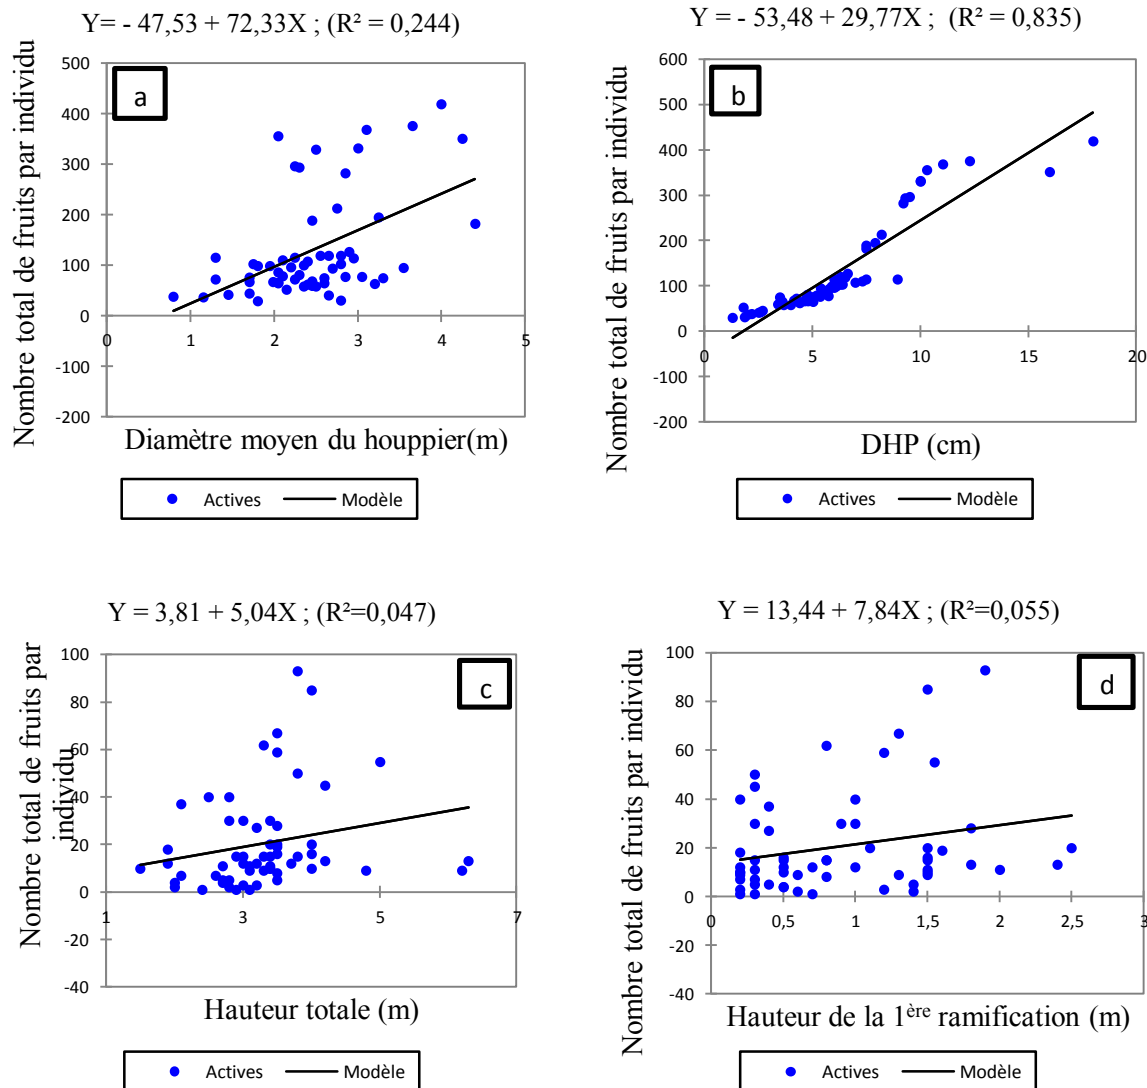 Y= - 47,53 + 72,33X ; (R² = 0,244)
a
Nombre total de fruits par individu
500
400
300
200
100
0
-100
-200
0 1 2 3 4 5
Diamètre moyen du houppier(m)
Actives Modèle
Y = - 53,48 + 29,77X ; (R² = 0,835)
b
Nombre total de fruits par individu
600
500
400
300
200
100
0
-100
-200
0 5 10 15 20
DHP (cm)
Actives Modèle
Y = 3,81 + 5,04X ; (R²=0,047)
c
Nombre total de fruits par
individu
100
80
60
40
20
0
-20
-40
1 3 5 7
Hauteur totale (m)
Actives Modèle
Y = 13,44 + 7,84X ; (R²=0,055)
d
Nombre total de fruits par individu
100
80
60
40
20
0
-20
-40
0 0,5 1 1,5 2 2,5 3
Hauteur de la 1ère ramification (m)
Actives Modèle